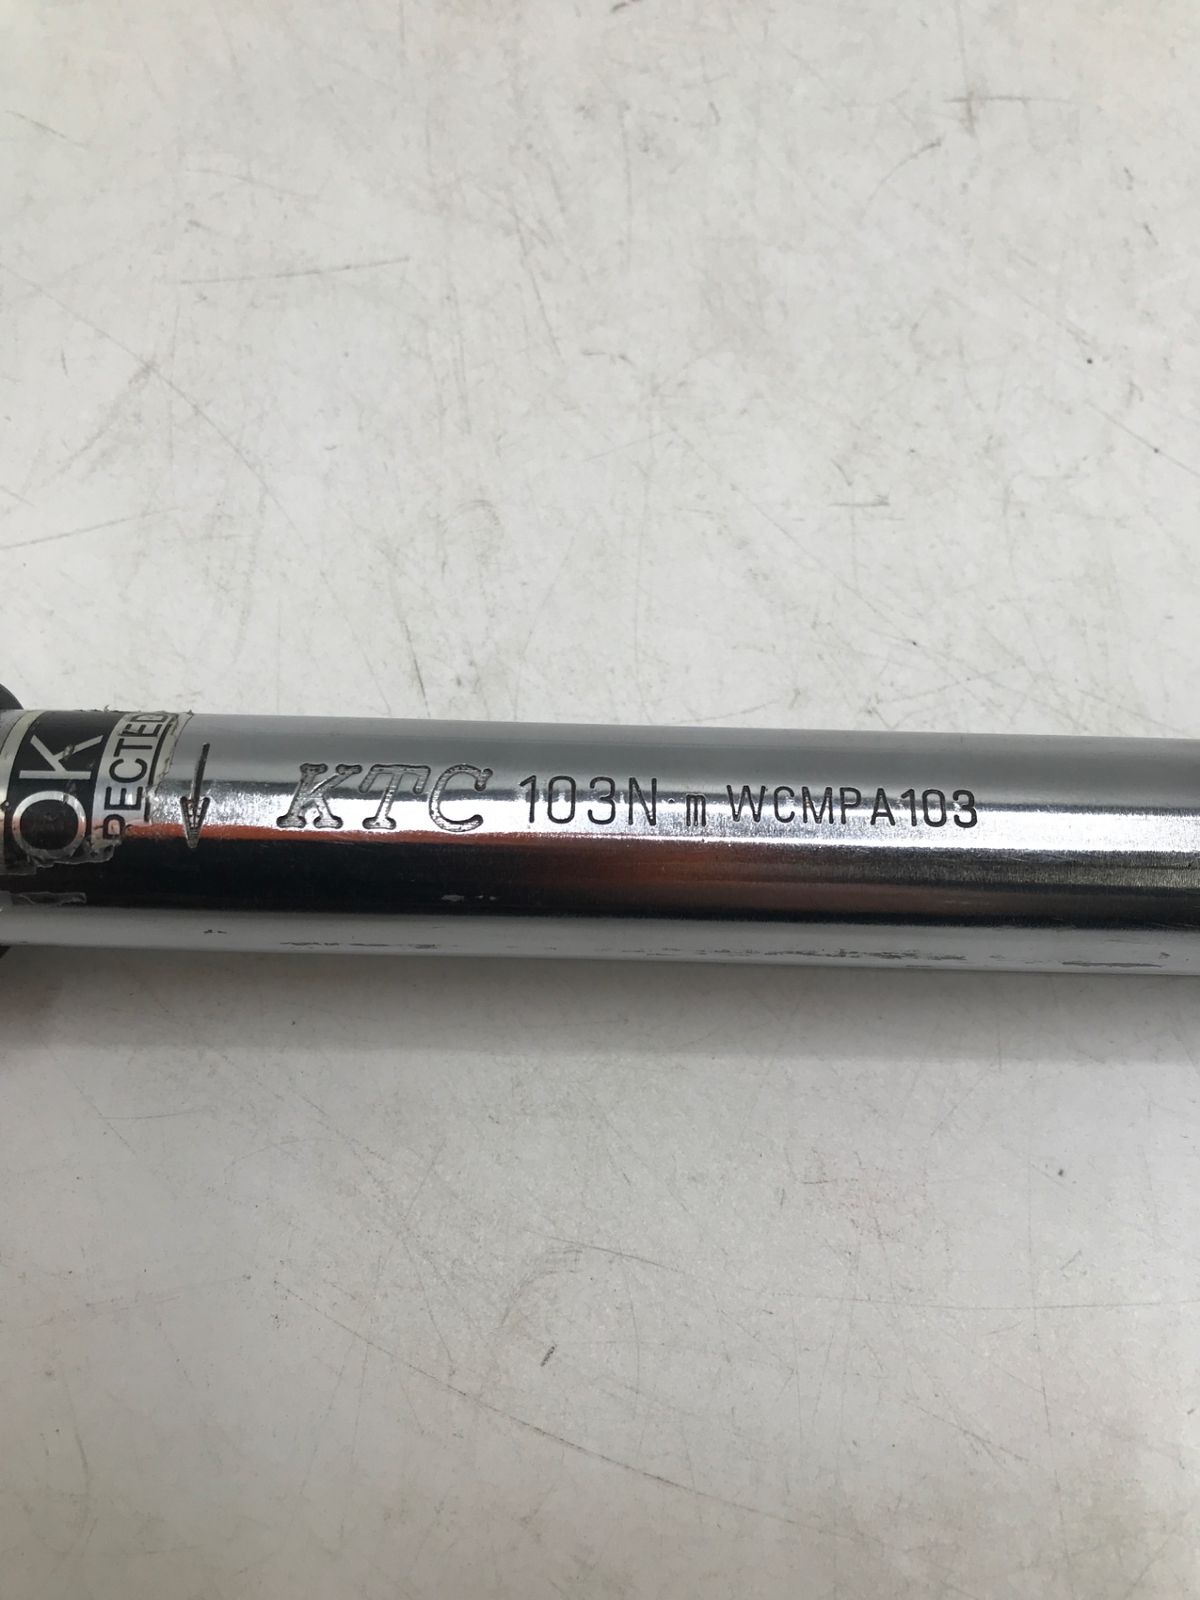 OK
PECTED
KTC 103N·m WCMPA103